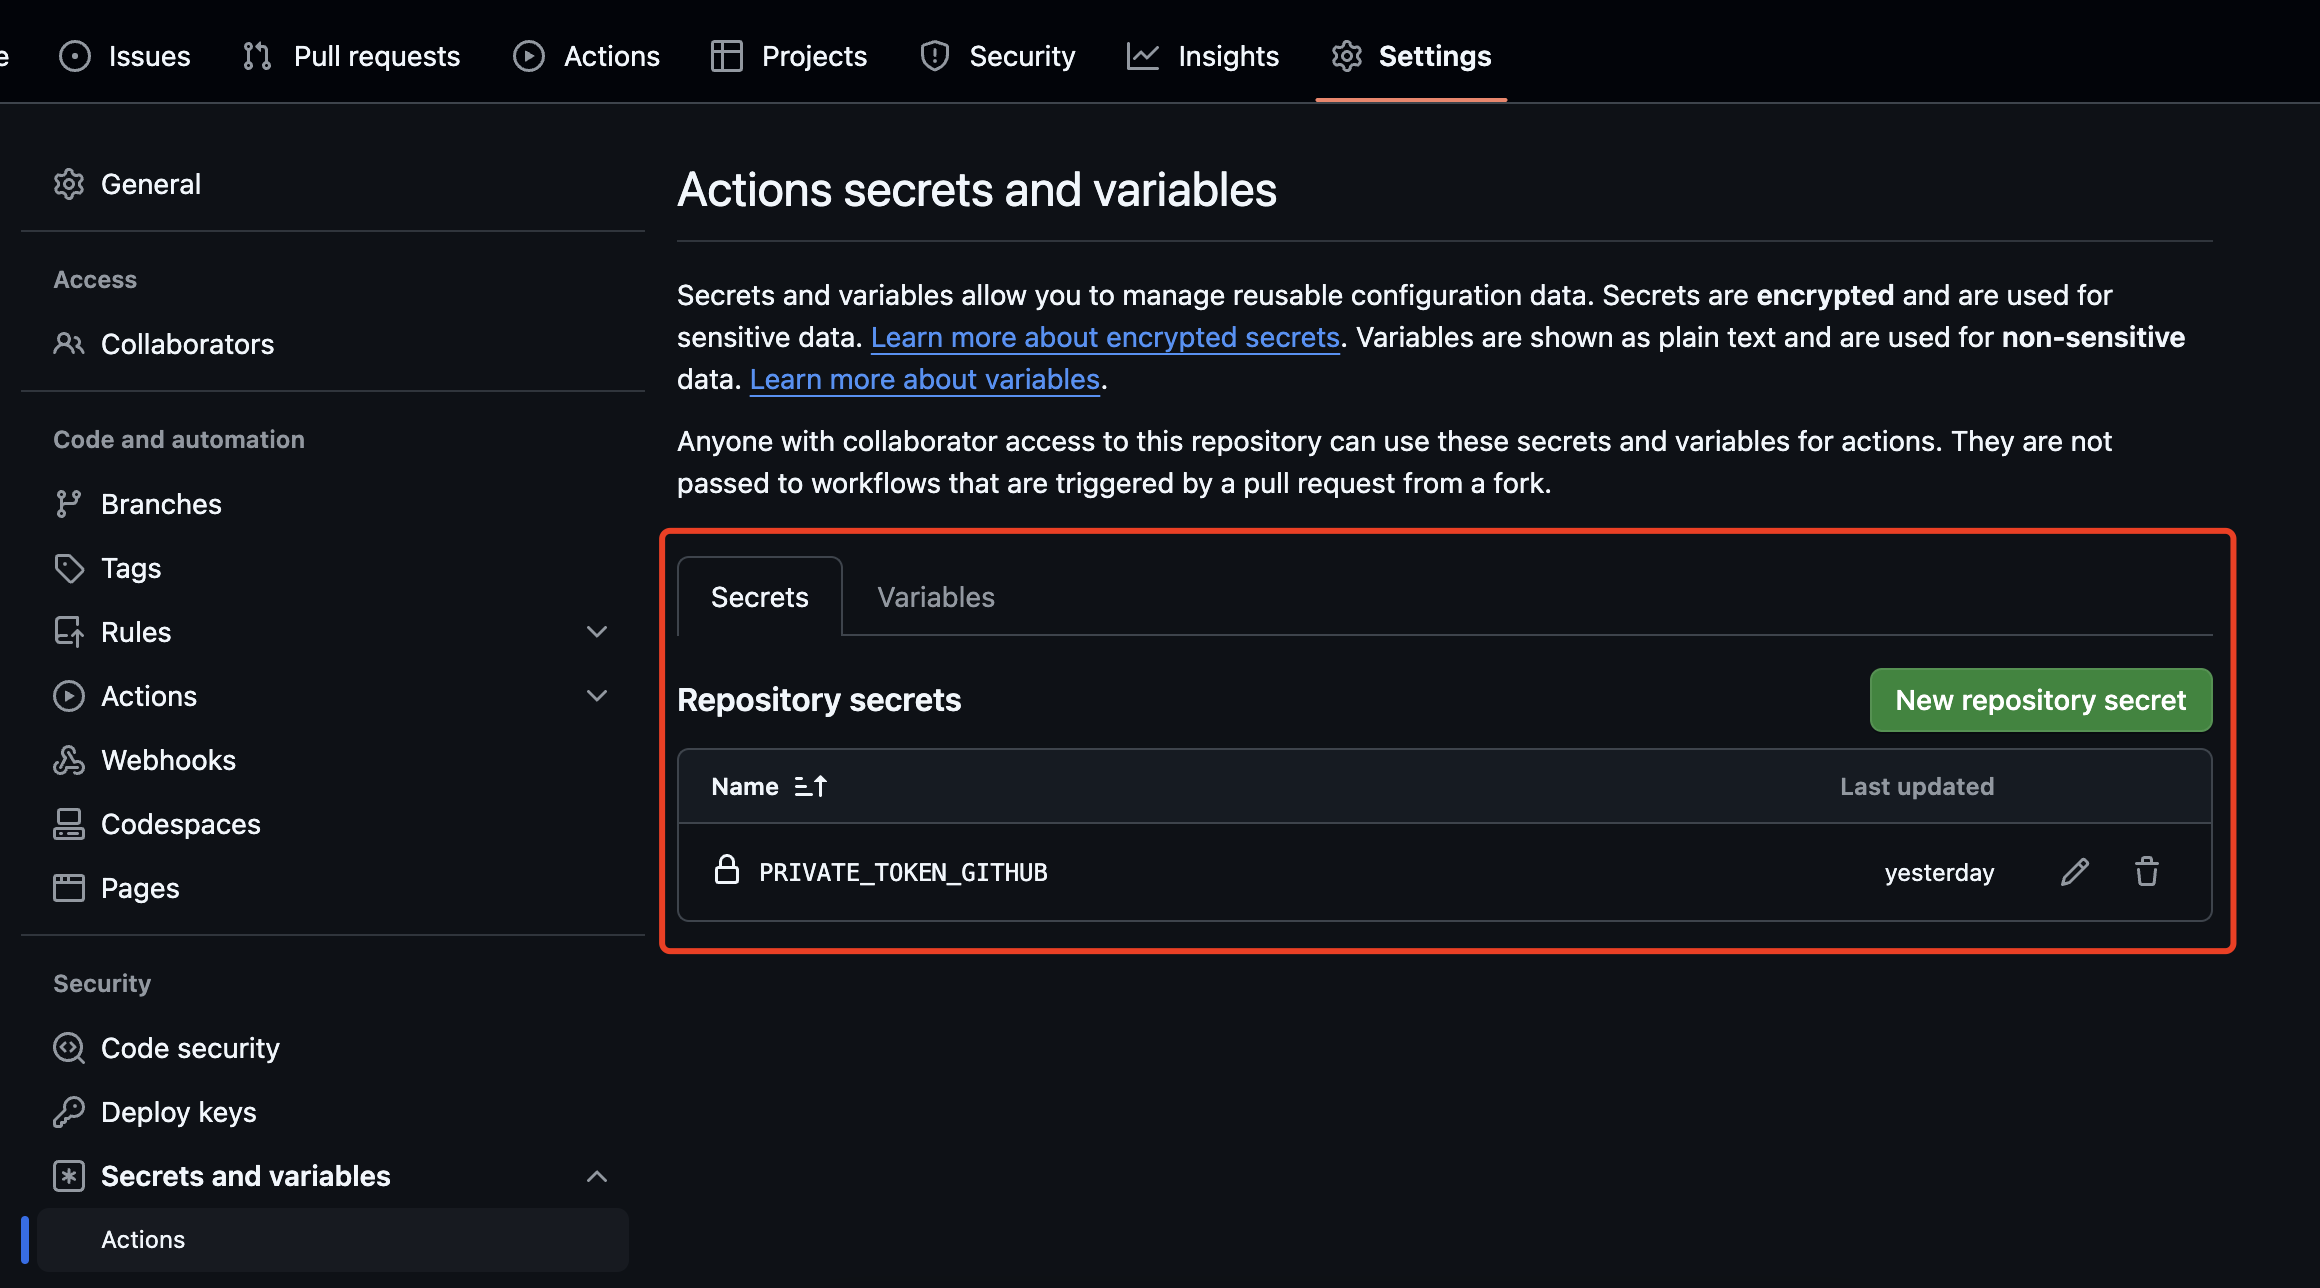 e Issues Pull requests Actions Projects Security Insights Settings
General
Access
Collaborators
Code and automation
Branches
Tags
Rules
Actions
Webhooks
Codespaces
Pages
Security
Code security
Deploy keys
Secrets and variables
Actions
Actions secrets and variables
Secrets and variables allow you to manage reusable configuration data. Secrets are encrypted and are used for
sensitive data. Learn more about encrypted secrets. Variables are shown as plain text and are used for non-sensitive
data. Learn more about variables.
Anyone with collaborator access to this repository can use these secrets and variables for actions. They are not
passed to workflows that are triggered by a pull request from a fork.
Secrets Variables
Repository secrets New repository secret
Name Last updated
PRIVATE_TOKEN_GITHUB yesterday